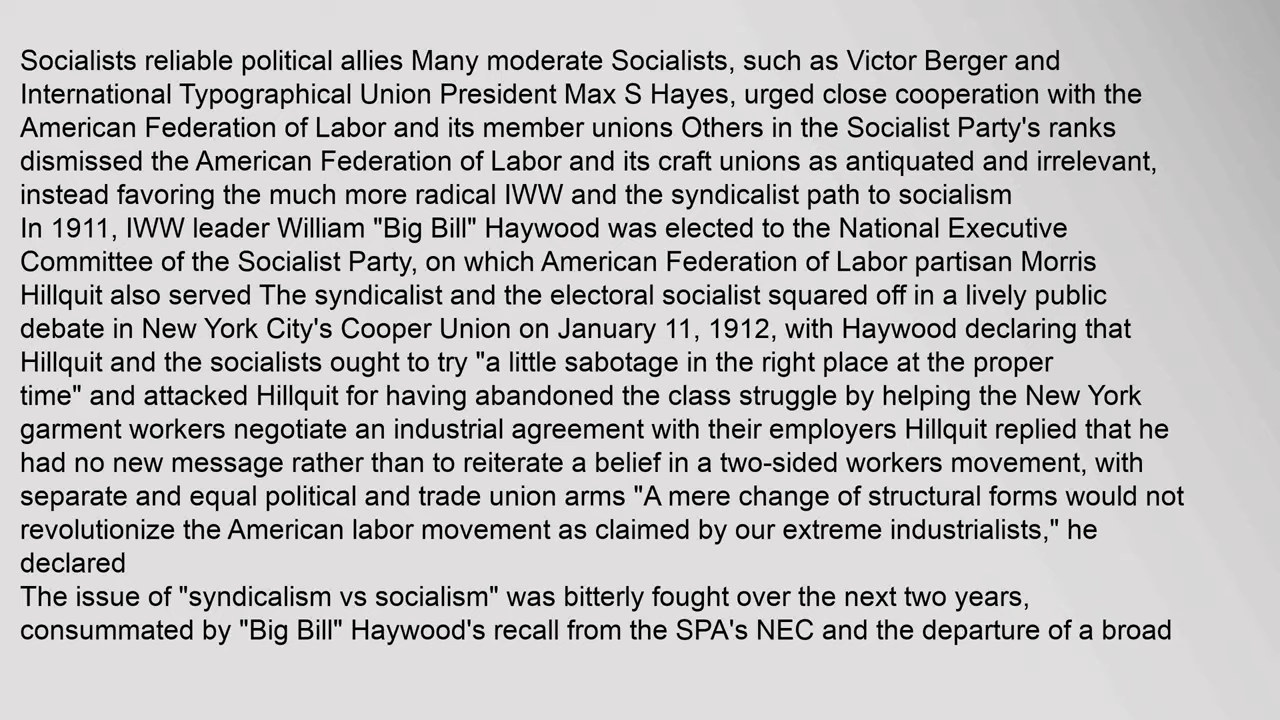 Socialists reliable political allies Many moderate Socialists, such as Victor Berger and
International Typographical Union President Max S Hayes, urged close cooperation with the
American Federation of Labor and its member unions Others in the Socialist Party's ranks
dismissed the American Federation of Labor and its craft unions as antiquated and irrelevant,
instead favoring the much more radical IWW and the syndicalist path to socialism
In 1911, IWW leader William "Big Bill" Haywood was elected to the National Executive
Committee of the Socialist Party, on which American Federation of Labor partisan Morris
Hillquit also served The syndicalist and the electoral socialist squared off in a lively public
debate in New York City's Cooper Union on January 11, 1912, with Haywood declaring that
Hillquit and the socialists ought to try "a little sabotage in the right place at the proper
time" and attacked Hillquit for having abandoned the class struggle by helping the New York
garment workers negotiate an industrial agreement with their employers Hillquit replied that he
had no new message rather than to reiterate a belief in a two-sided workers movement, with
separate and equal political and trade union arms "A mere change of structural forms would not
revolutionize the American labor movement as claimed by our extreme industrialists," he
declared
The issue of "syndicalism vs socialism" was bitterly fought over the next two years,
consummated by "Big Bill" Haywood's recall from the SPA's NEC and the departure of a broad